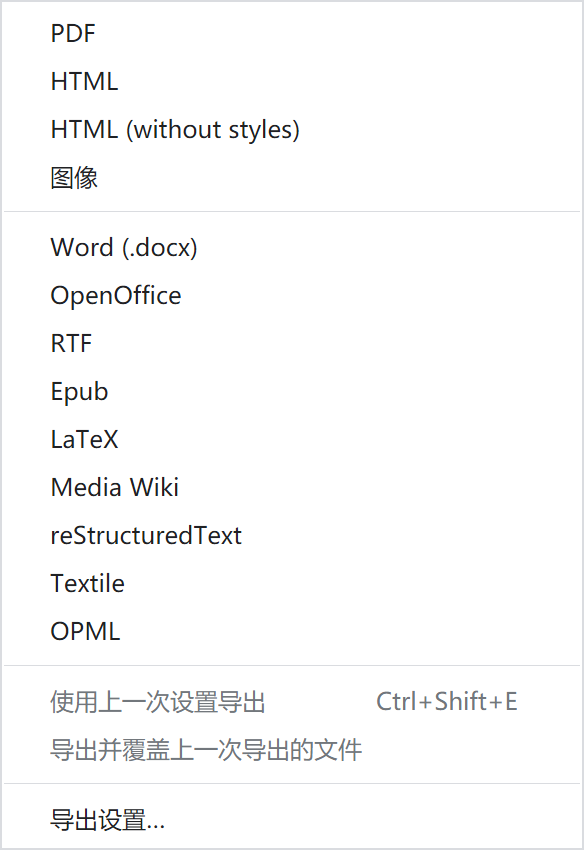 PDF
HTML
HTML (without styles)
图像
Word (.docx)
OpenOffice
RTF
Epub
LaTeX
Media Wiki
reStructuredText
Textile
OPML
使用上一次设置导出 Ctrl+Shift+E
导出并覆盖上一次导出的文件
导出设置...